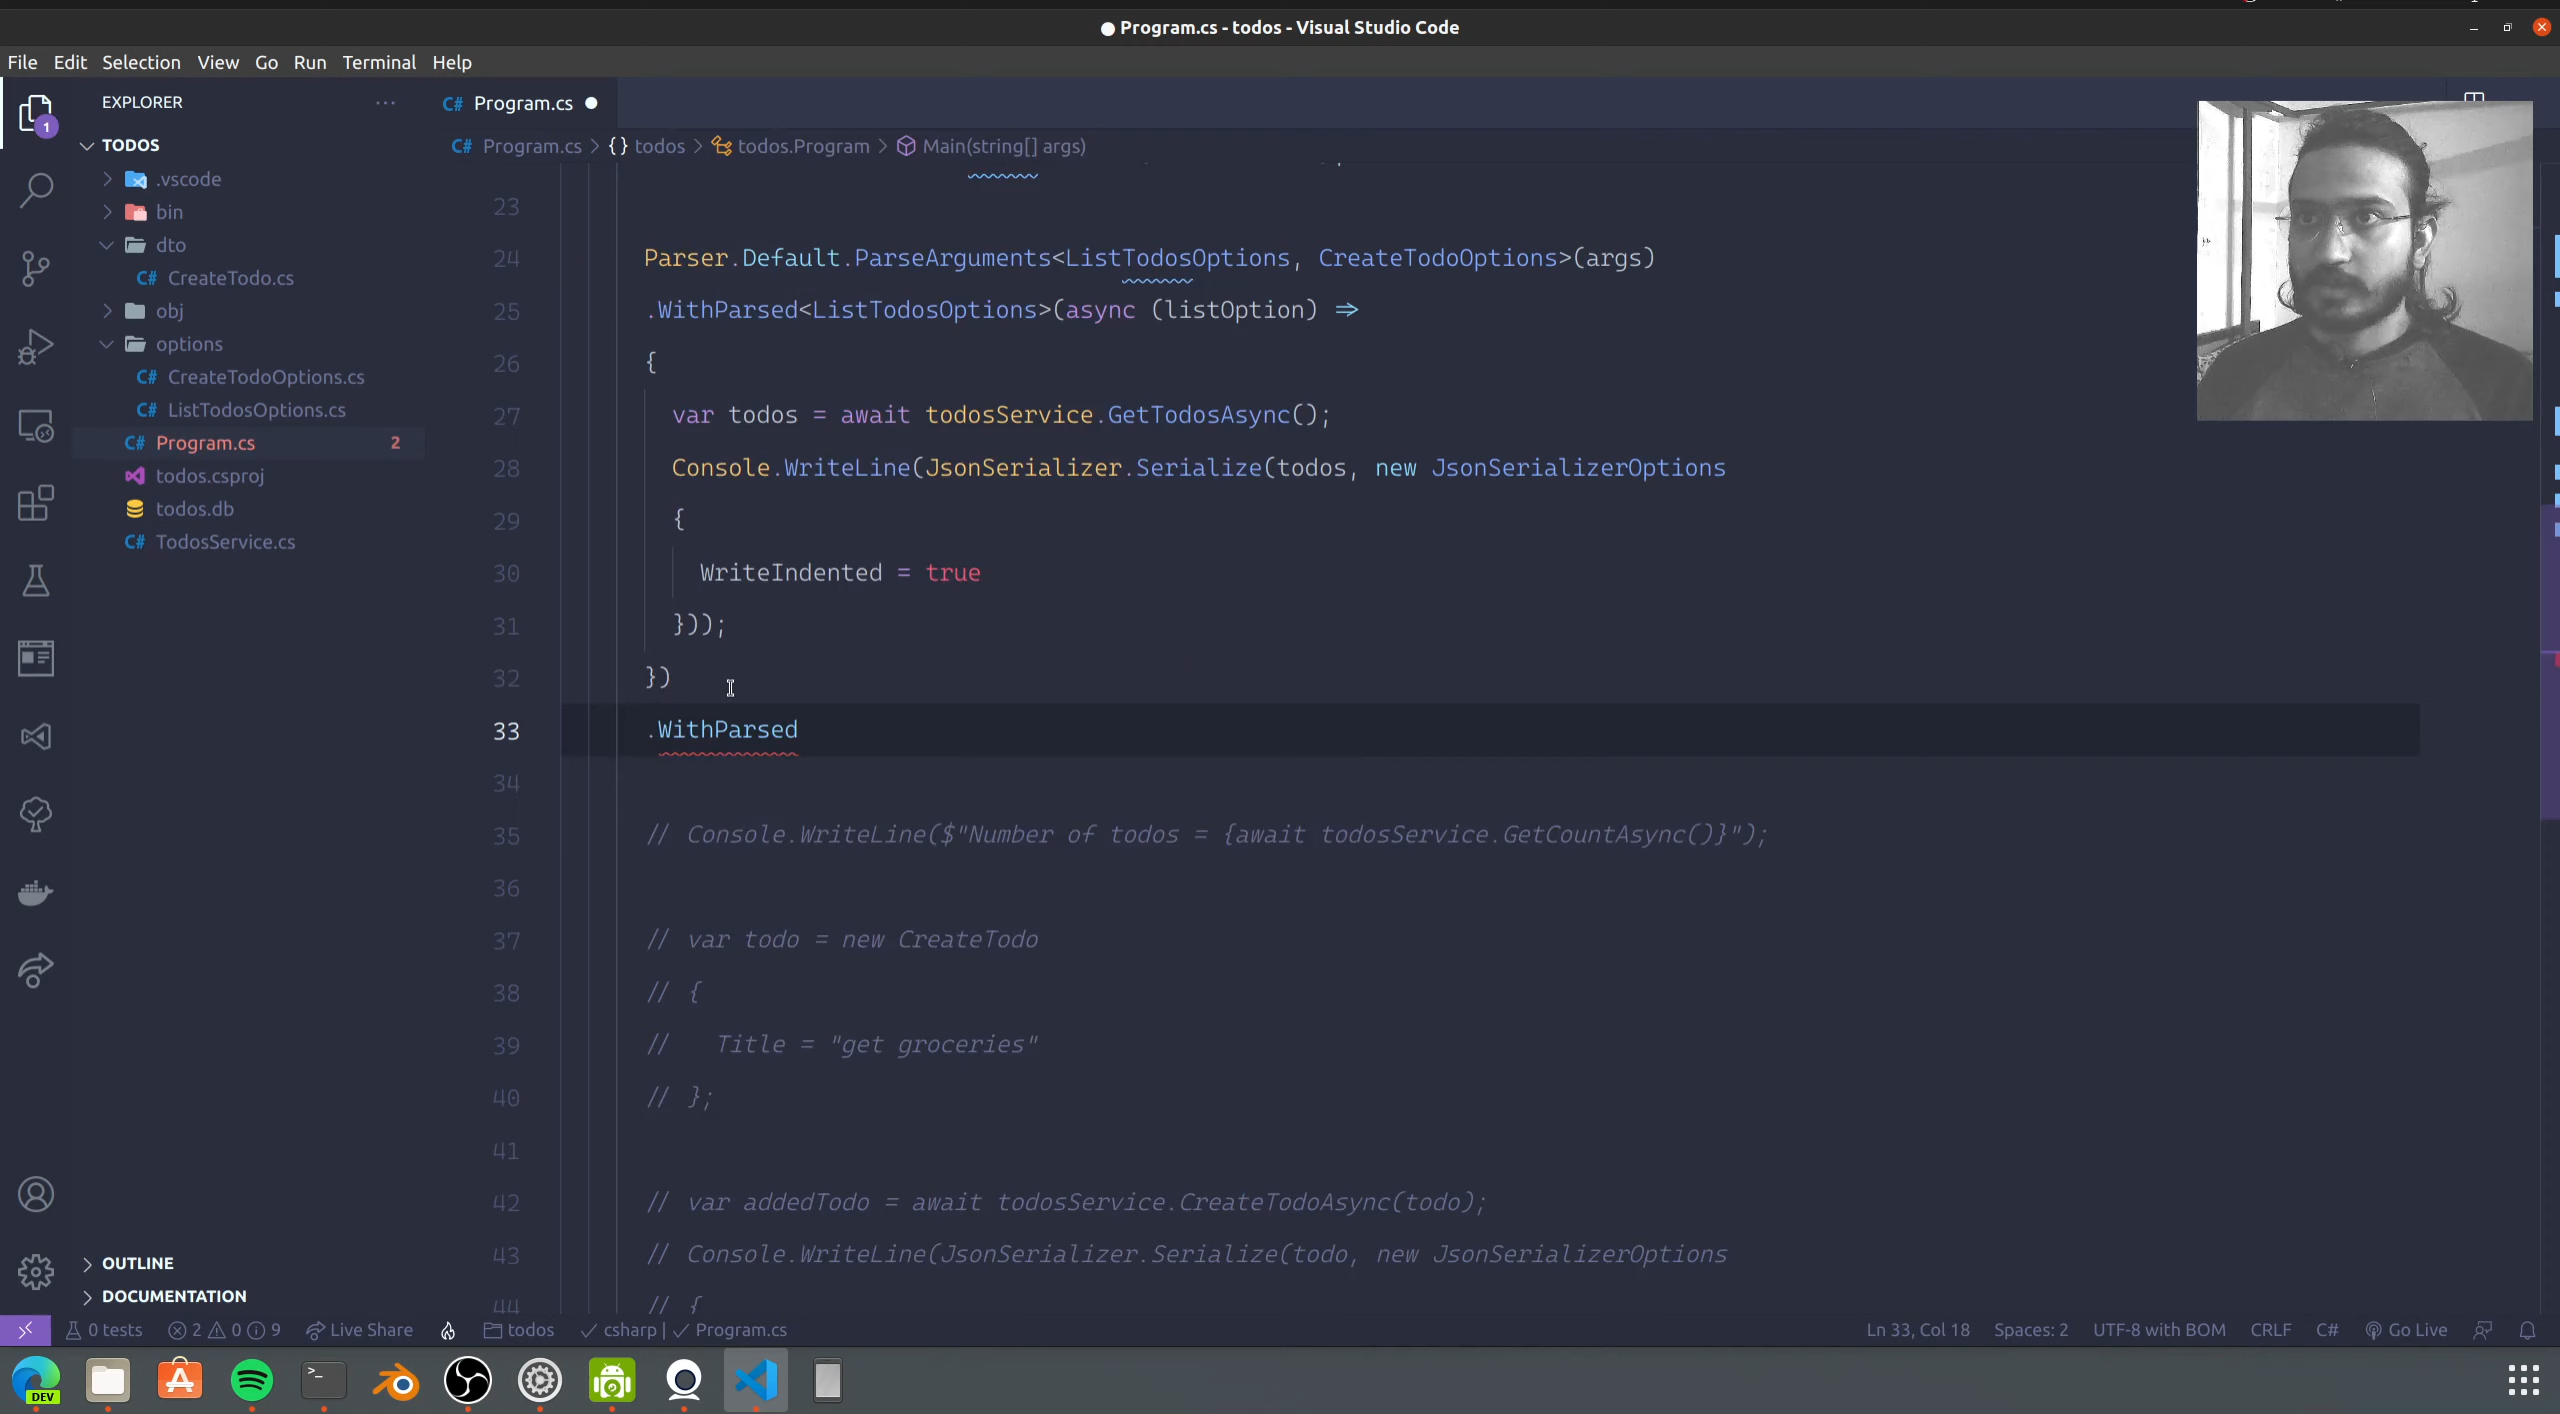 Program.cs - todos - Visual Studio Code
File Edit Selection View Go Run Terminal Help
EXPLORER
C# Program.cs
TODOS
C# Program.cs > {} todos > todos.Program > Main(string[] args)
.vscode
bin
dto
C# CreateTodo.cs
obj
options
C# CreateTodoOptions.cs
C# ListTodosOptions.cs
C# Program.cs 2
todos.csproj
todos.db
C# TodosService.cs
1
23
24 Parser.Default.ParseArguments<ListTodosOptions, CreateTodoOptions>(args)
25 .WithParsed<ListTodosOptions>(async (listOption) =>
26 {
27 var todos = await todosService.GetTodosAsync();
28 Console.WriteLine(JsonSerializer.Serialize(todos, new JsonSerializerOptions
29 {
30 WriteIndented = true
31 }));
32 })
33 .WithParsed
34
35 // Console.WriteLine($"Number of todos = {await todosService.GetCountAsync()}");
36
37 // var todo = new CreateTodo
38 // {
39 // Title = "get groceries"
40 // };
41
42 // var addedTodo = await todosService.CreateTodoAsync(todo);
43 // Console.WriteLine(JsonSerializer.Serialize(todo, new JsonSerializerOptions
44 // {
OUTLINE
DOCUMENTATION
0 tests 2 0 9 Live Share todos csharp | Program.cs Ln 33, Col 18 Spaces: 2 UTF-8 with BOM CRLF C# Go Live
DEV